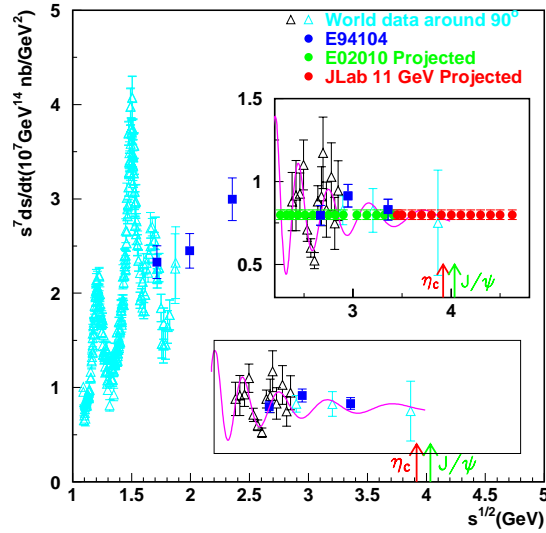 World data around 90°
E94104
E02010 Projected
JLab 11 GeV Projected
s⁷ds/dt(10⁷GeV¹⁴ nb/GeV²)
5
4
3
2
1
0
1.5
1
0.5
3
4
η_c
J/ψ
η_c
J/ψ
1
1.5
2
2.5
3
3.5
4
4.5
5
s^{1/2}(GeV)